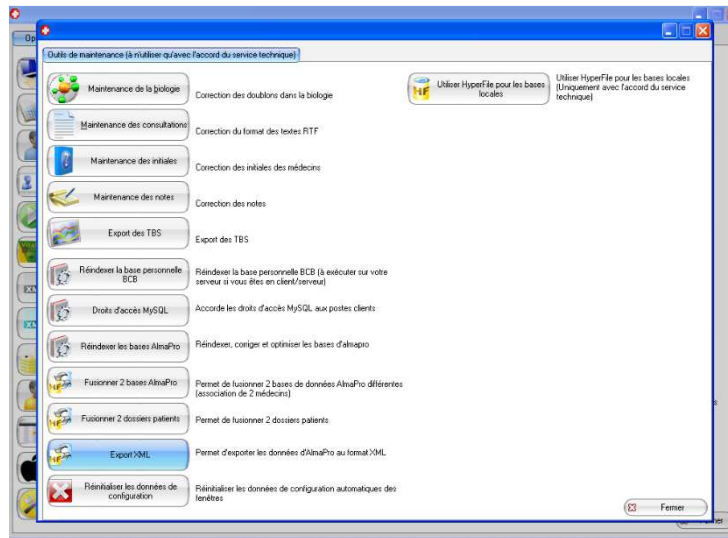 Outils de maintenance (à n'utiliser qu'avec l'accord du service technique)
Maintenance de la biologie
Correction des doublons dans la biologie
Utiliser HyperFile pour les bases
locales
Utiliser HyperFile pour les bases locales
(Uniquement avec l'accord du service
technique)
Maintenance des consultations
Correction du format des textes RTF
Maintenance des initiales
Correction des initiales des médecins
Maintenance des notes
Correction des notes
Export des TBS
Export des TBS
Réindexer la base personnelle
BCB
Réindexer la base personnelle BCB (à exécuter sur votre
serveur si vous êtes en client/serveur)
Droits d'accès MySQL
Accorde les droits d'accès MySQL aux postes clients
Réindexer les bases AlmaPro
Réindexer, corriger et optimiser les bases d'almapro
Fusionner 2 bases AlmaPro
Permet de fusionner 2 bases de données AlmaPro différentes
(association de 2 médecins)
Fusionner 2 dossiers patients
Permet de fusionner 2 dossiers patients
Export XML
Permet d'exporter les données d'AlmaPro au format XML
Réinitialiser les données de
configuration
Réinitialiser les données de configuration automatiques des
fenêtres
Fermer